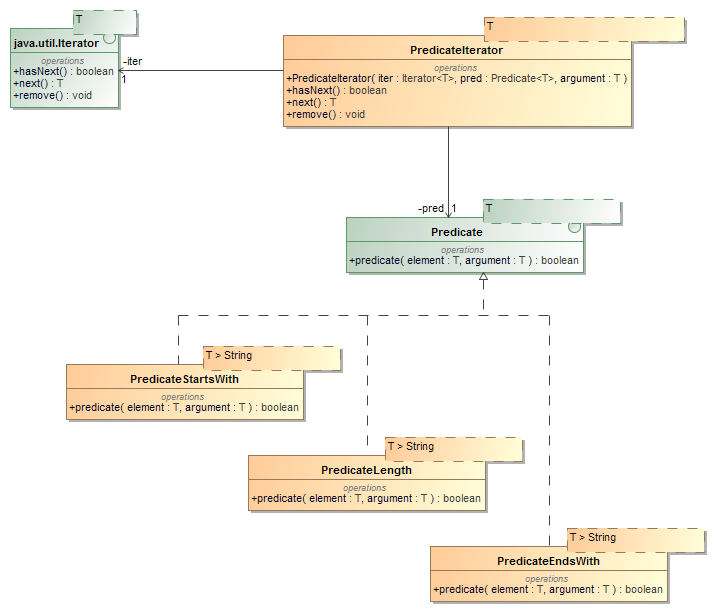 T
java.util.Iterator
operations
+hasNext() : boolean
+next() : T
+remove() : void
-iter
1
T
PredicateIterator
operations
+PredicateIterator( iter : Iterator<T>, pred : Predicate<T>, argument : T )
+hasNext() : boolean
+next() : T
+remove() : void
-pred
1
T
Predicate
operations
+predicate( element : T, argument : T ) : boolean
T > String
PredicateStartsWith
operations
+predicate( element : T, argument : T ) : boolean
T > String
PredicateLength
operations
+predicate( element : T, argument : T ) : boolean
T > String
PredicateEndsWith
operations
+predicate( element : T, argument : T ) : boolean